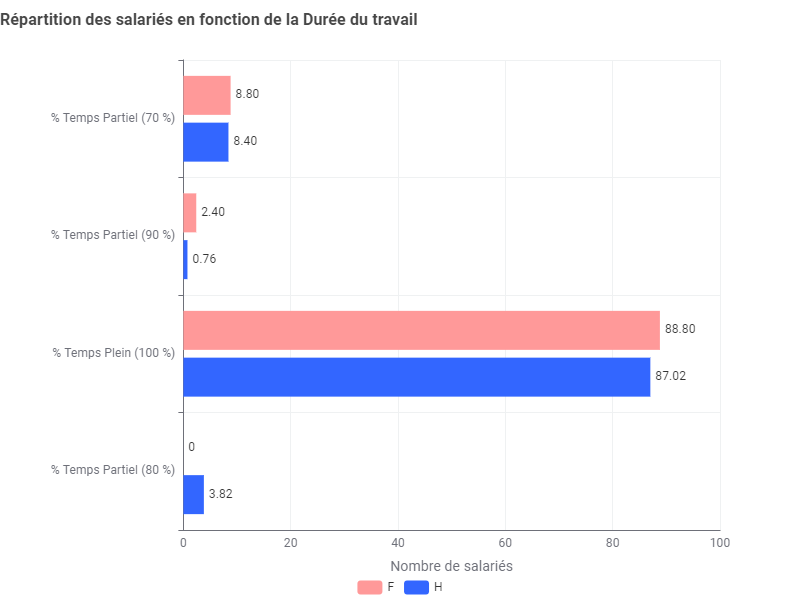 Répartition des salariés en fonction de la Durée du travail
% Temps Partiel (70 %)
8.80
8.40
% Temps Partiel (90 %)
2.40
0.76
% Temps Plein (100 %)
88.80
87.02
% Temps Partiel (80 %)
0
3.82
0 20 40 60 80 100
Nombre de salariés
F H